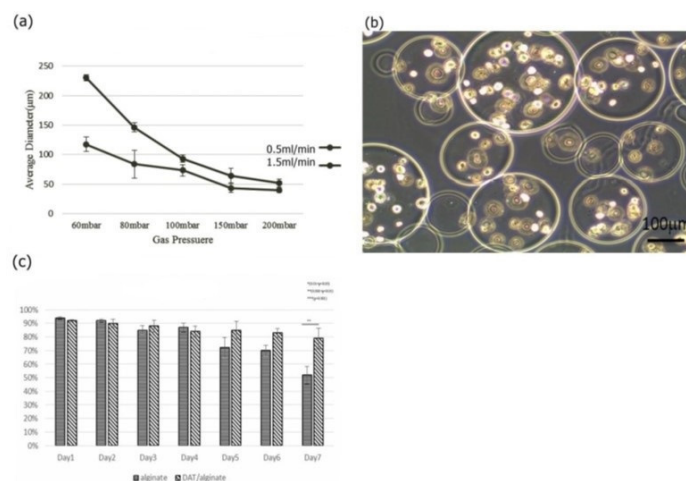 (a)
250
200
150
100
50
0
Average Diameter(μm)
60mbar 80mbar 100mbar 150mbar 200mbar
Gas Pressuere
0.5ml/min
1.5ml/min
(b)
100μm
(c)
100%
90%
80%
70%
60%
50%
40%
30%
20%
10%
0%
Day1 Day2 Day3 Day4 Day5 Day6 Day7
alginate DAT/alginate